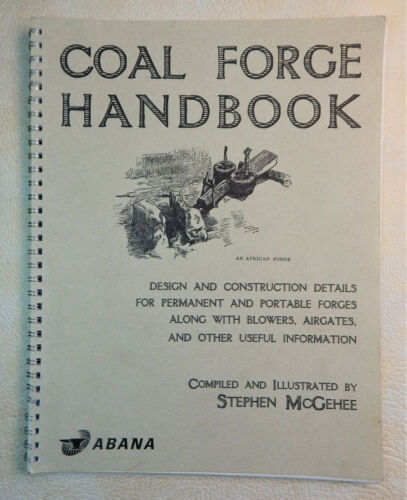 COAL FORGE
HANDBOOK
AN AFRICAN FORGE
DESIGN AND CONSTRUCTION DETAILS
FOR PERMANENT AND PORTABLE FORGES
ALONG WITH BLOWERS, AIRGATES,
AND OTHER USEFUL INFORMATION
COMPILED AND ILLUSTRATED BY
STEPHEN McGEHEE
ABANA